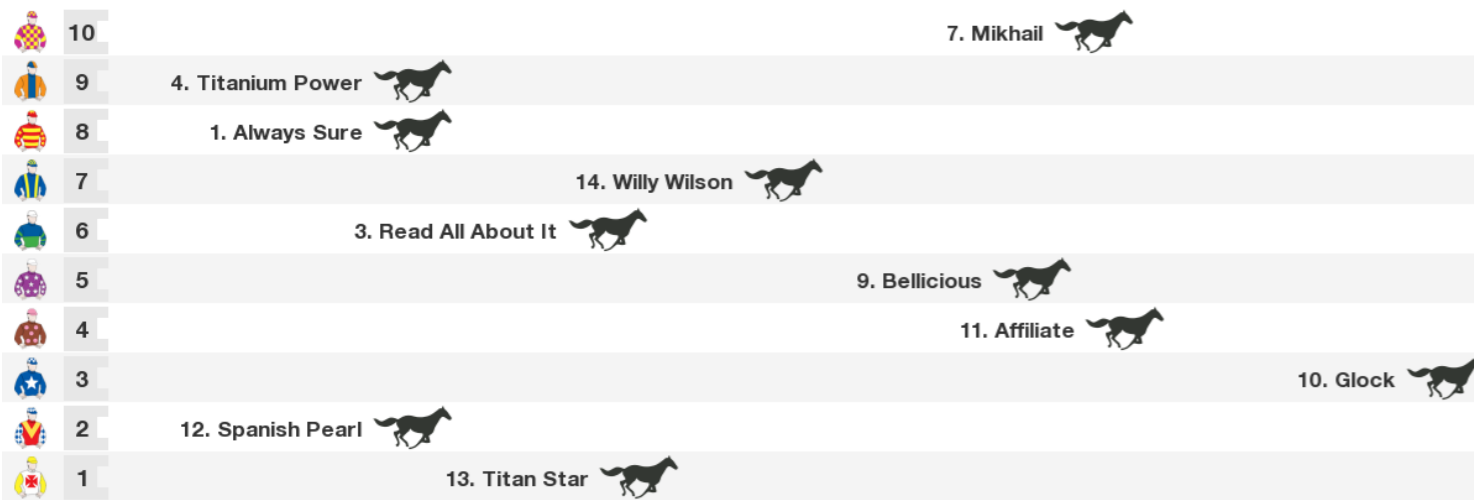 10 7. Mikhail
9 4. Titanium Power
8 1. Always Sure
7 14. Willy Wilson
6 3. Read All About It
5 9. Bellicious
4 11. Affiliate
3 10. Glock
2 12. Spanish Pearl
1 13. Titan Star